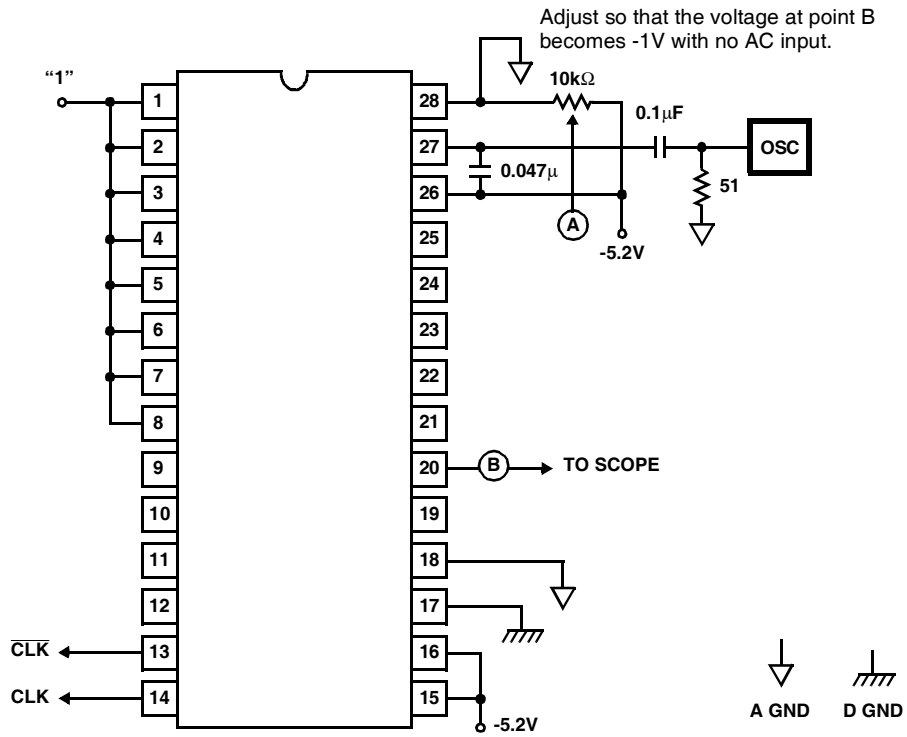 Adjust so that the voltage at point B
becomes -1V with no AC input.
“1”
1
2
3
4
5
6
7
8
9
10
11
12
13
14
28
27
26
25
24
23
22
21
20
19
18
17
16
15
10kΩ
0.1μF
OSC
0.047μ
51
A
-5.2V
B
TO SCOPE
CLK
CLK
-5.2V
A GND
D GND